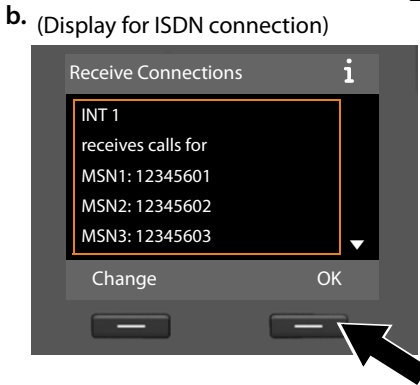 b. (Display for ISDN connection)
Receive Connections i
INT 1
receives calls for
MSN1: 12345601
MSN2: 12345602
MSN3: 12345603
Change OK